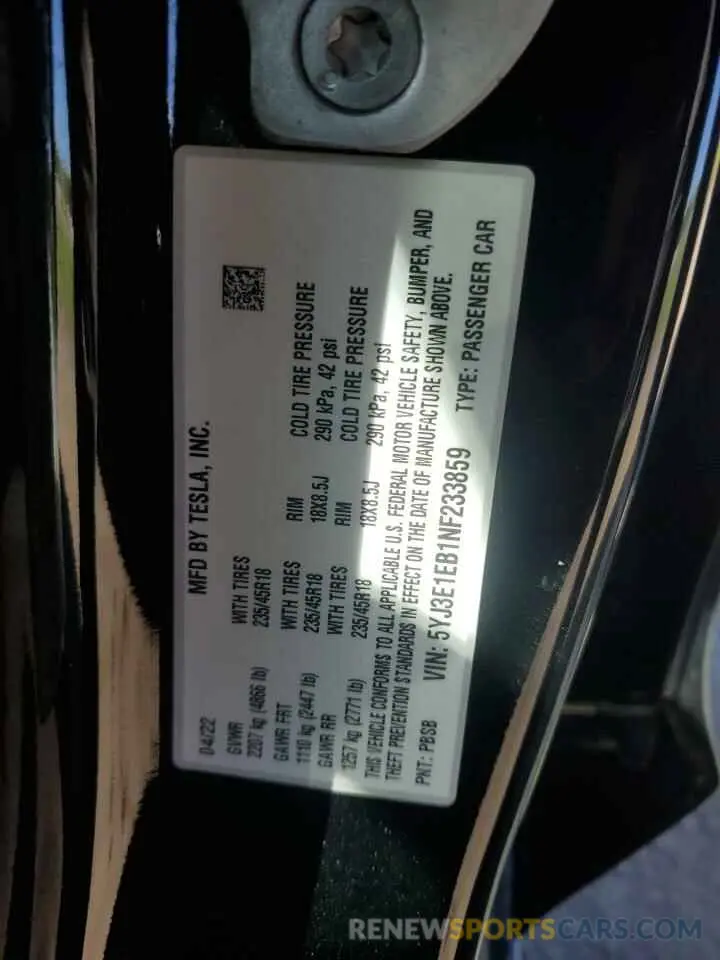 MFD BY TESLA, INC.
04/22
GVWR
2207 kg (4866 lb)
WITH TIRES
235/45R18
GAWR FRT
1110 kg (2447 lb)
WITH TIRES
235/45R18
RIM
18X8.5J
COLD TIRE PRESSURE
290 kPa, 42 psi
GAWR RR
1257 kg (2771 lb)
WITH TIRES
235/45R18
RIM
18X8.5J
COLD TIRE PRESSURE
290 kPa, 42 psi
THIS VEHICLE CONFORMS TO ALL APPLICABLE U.S. FEDERAL MOTOR VEHICLE SAFETY, BUMPER, AND
THEFT PREVENTION STANDARDS IN EFFECT ON THE DATE OF MANUFACTURE SHOWN ABOVE.
PNT: PBSB VIN: 5YJ3E1EB1NF233859 TYPE: PASSENGER CAR
RENEWSPORTSCARS.COM